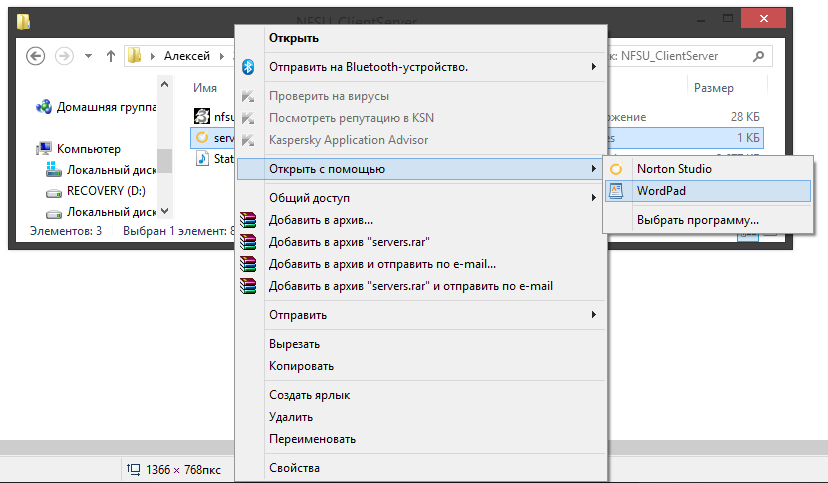 NFSU_ClientServer
Алексей
к: NFSU_ClientServer
Имя
Размер
Домашняя группа
Компьютер
Локальный диск
RECOVERY (D:)
Локальный диск
nfsu
ожение
28 КБ
serv
es
1 КБ
Stat
Элементов: 3
Выбран 1 элемент: 8
Открыть
Отправить на Bluetooth-устройство.
Проверить на вирусы
Посмотреть репутацию в KSN
Kaspersky Application Advisor
Открыть с помощью
Общий доступ
Добавить в архив...
Добавить в архив "servers.rar"
Добавить в архив и отправить по e-mail...
Добавить в архив "servers.rar" и отправить по e-mail
Отправить
Вырезать
Копировать
Создать ярлык
Удалить
Переименовать
Свойства
Norton Studio
WordPad
Выбрать программу...
1366 × 768пкс